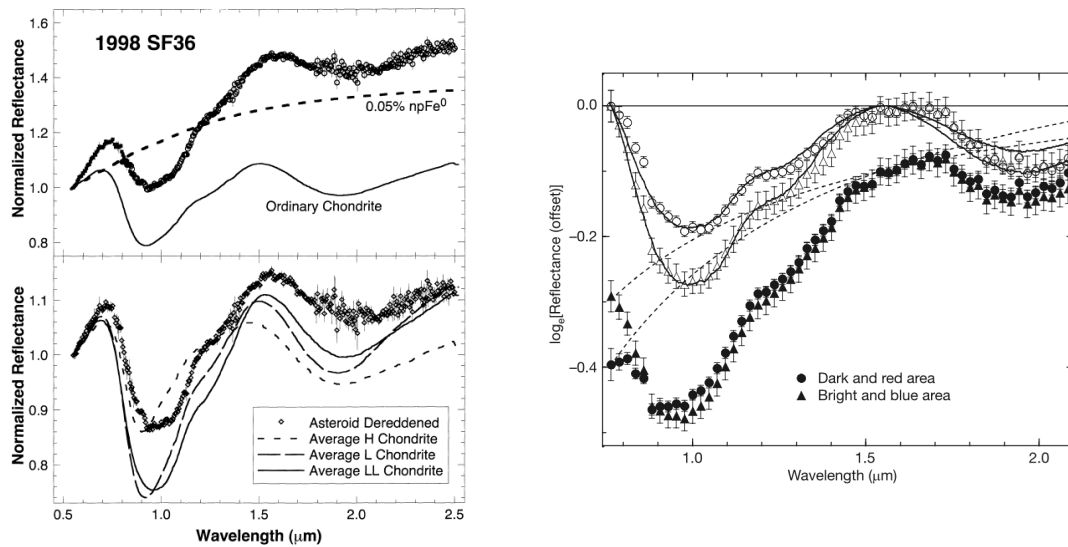 1.6
1998 SF36
1.4
0.05% npFe⁰
1.2
1.0
Ordinary Chondrite
0.8
Normalized Reflectance
1.1
1.0
0.9
0.8
Normalized Reflectance
Asteroid Dereddened
Average H Chondrite
Average L Chondrite
Average LL Chondrite
0.5
1.0
1.5
2.0
2.5
Wavelength (μm)
0.0
−0.2
−0.4
logₑ[Reflectance (offset)]
Dark and red area
Bright and blue area
1.0
1.5
2.0
Wavelength (μm)